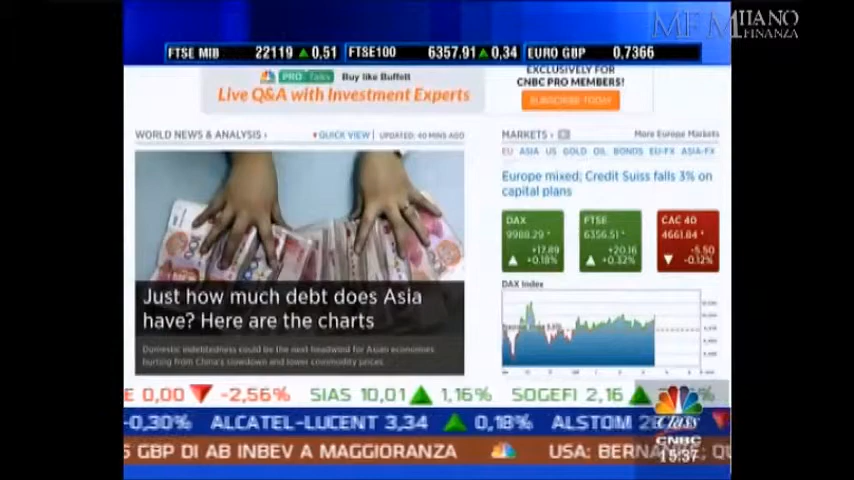 MF MILANO
FINANZA
FTSE MIB 22119 0,51 FTSE100 6357.91 0,34 EURO GBP 0,7366
PRO Talks Buy like Buffett
Live Q&A with Investment Experts
EXCLUSIVELY FOR
CNBC PRO MEMBERS!
SUBSCRIBE TODAY
WORLD NEWS & ANALYSIS QUICK VIEW | UPDATED: 40 MINS AGO
MARKETS More Europe Markets
EU ASIA US GOLD OIL BONDS EU-FX ASIA-FX
Europe mixed; Credit Suisse falls 3% on
capital plans
DAX
9988.29
+17.89
+0.18%
FTSE
6356.51
+20.16
+0.32%
CAC 40
4661.84
-5.50
-0.12%
DAX Index
Just how much debt does Asia
have? Here are the charts
Domestic indebtedness could be the next headwind for Asian economies
hurting from China's slowdown and lower commodity prices.
E 0,00 -2,56% SIAS 10,01 1,16% SOGEFI 2,16
-0,30% ALCATEL-LUCENT 3,34 0,18% ALSTOM
S GBP DI AB INBEV A MAGGIORANZA USA: BERNANKE; QU
CLASS
CNBC
15:37